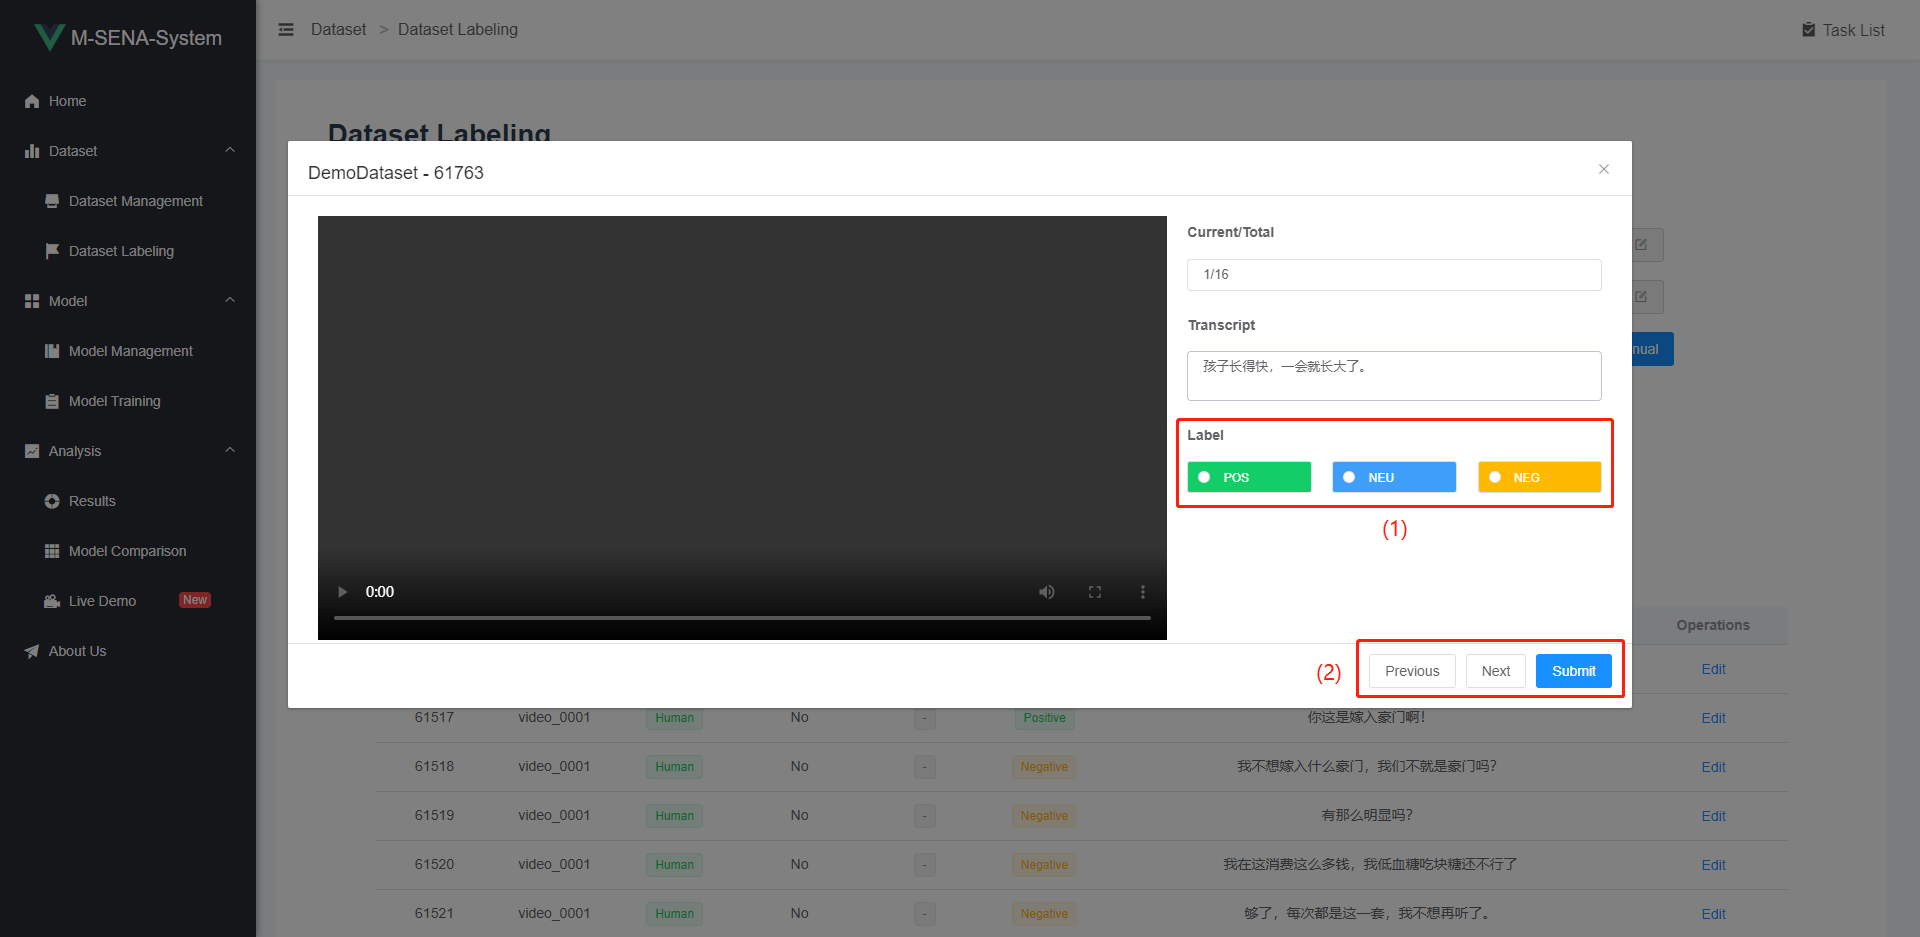 M-SENA-System
Dataset > Dataset Labeling
Task List
Home
Dataset
Dataset Management
Dataset Labeling
Model
Model Management
Model Training
Analysis
Results
Model Comparison
Live Demo New
About Us
Dataset Labeling
DemoDataset - 61763
Current/Total
1/16
Transcript
孩子长得快，一会就长大了。
Label
POS NEU NEG
(1)
0:00
(2) Previous Next Submit
nual
Operations
Edit
61517 video_0001 Human No - Positive 你这是嫁入豪门啊！ Edit
61518 video_0001 Human No - Negative 我不想嫁入什么豪门，我们不就是豪门吗？ Edit
61519 video_0001 Human No - Negative 有那么明显吗？ Edit
61520 video_0001 Human No - Negative 我在这消费这么多钱，我低血糖吃块糖还不行了 Edit
61521 video_0001 Human No - Negative 够了，每次都是这一套，我不想再听了。 Edit